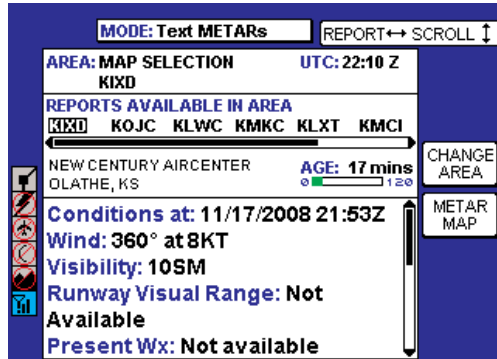 MODE: Text METARs
REPORT↔ SCROLL ↕
AREA: MAP SELECTION UTC: 22:10 Z
KIXD
REPORTS AVAILABLE IN AREA
KIXD KOJC KLWC KMKC KLXT KMCI
NEW CENTURY AIRCENTER AGE: 17 mins
OLATHE, KS 0 120
CHANGE
AREA
METAR
MAP
Conditions at: 11/17/2008 21:53Z
Wind: 360° at 8KT
Visibility: 10SM
Runway Visual Range: Not
Available
Present Wx: Not available